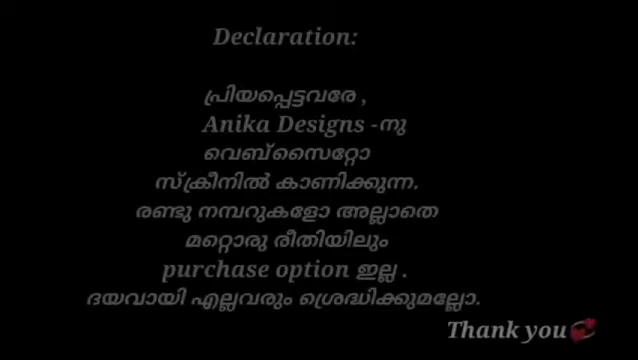 Declaration:
പ്രിയപ്പെട്ടവരേ ,
Anika Designs -നു
വെബ്സൈറ്റോ
സ്ക്രീനിൽ കാണിക്കുന്ന.
രണ്ടു നമ്പറുകളോ അല്ലാതെ
മറ്റൊരു രീതിയിലും
purchase option ഇല്ല .
ദയവായി എല്ലവരും ശ്രെദ്ധിക്കുമല്ലോ.
Thank you💞